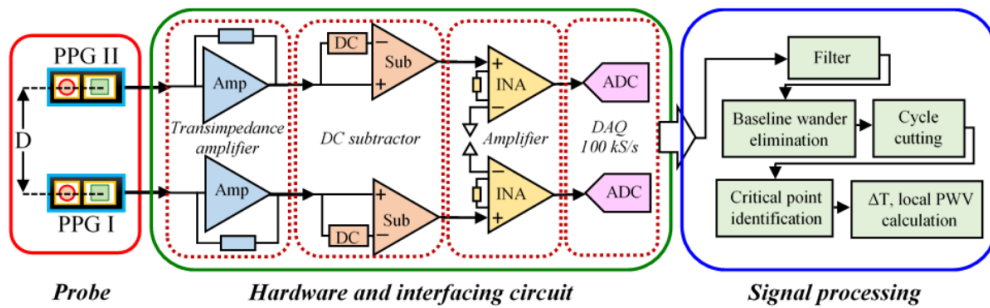 PPG II
D
PPG I
Probe
Amp
Transimpedance
amplifier
Amp
DC
−
+
Sub
DC subtractor
+
DC
−
Sub
+
−
INA
Amplifier
−
+
INA
ADC
DAQ
100 kS/s
ADC
Hardware and interfacing circuit
Filter
Baseline wander
elimination
Cycle
cutting
Critical point
identification
ΔT, local PWV
calculation
Signal processing